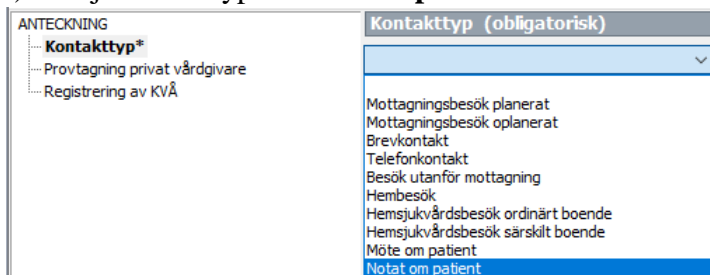 ANTECKNING
Kontakttyp*
Provtagning privat vårdgivare
Registrering av KVÅ
Kontakttyp (obligatorisk)
Mottagningsbesök planerat
Mottagningsbesök oplanerat
Brevkontakt
Telefonkontakt
Besök utanför mottagning
Hembesök
Hemsjukvårdsbesök ordinärt boende
Hemsjukvårdsbesök särskilt boende
Möte om patient
Notat om patient